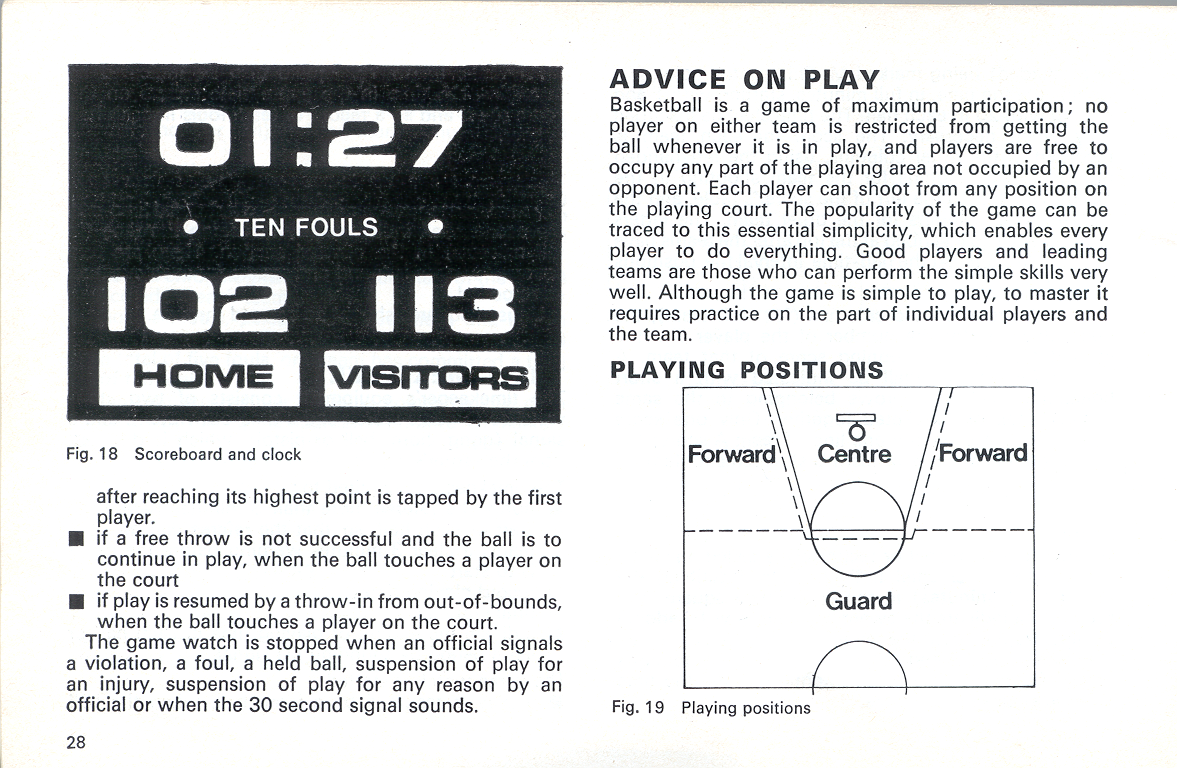 01:27
TEN FOULS
102 113
HOME VISITORS
Fig. 18 Scoreboard and clock
after reaching its highest point is tapped by the first
player.
■ if a free throw is not successful and the ball is to
continue in play, when the ball touches a player on
the court
■ if play is resumed by a throw-in from out-of-bounds,
when the ball touches a player on the court.
The game watch is stopped when an official signals
a violation, a foul, a held ball, suspension of play for
an injury, suspension of play for any reason by an
official or when the 30 second signal sounds.
28
ADVICE ON PLAY
Basketball is a game of maximum participation; no
player on either team is restricted from getting the
ball whenever it is in play, and players are free to
occupy any part of the playing area not occupied by an
opponent. Each player can shoot from any position on
the playing court. The popularity of the game can be
traced to this essential simplicity, which enables every
player to do everything. Good players and leading
teams are those who can perform the simple skills very
well. Although the game is simple to play, to master it
requires practice on the part of individual players and
the team.
PLAYING POSITIONS
Forward Centre Forward
Guard
Fig. 19 Playing positions